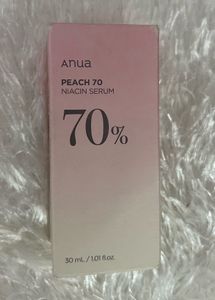 Anua
PEACH 70
NIACIN SERUM
70%
30 mL / 1.01 fl.oz.